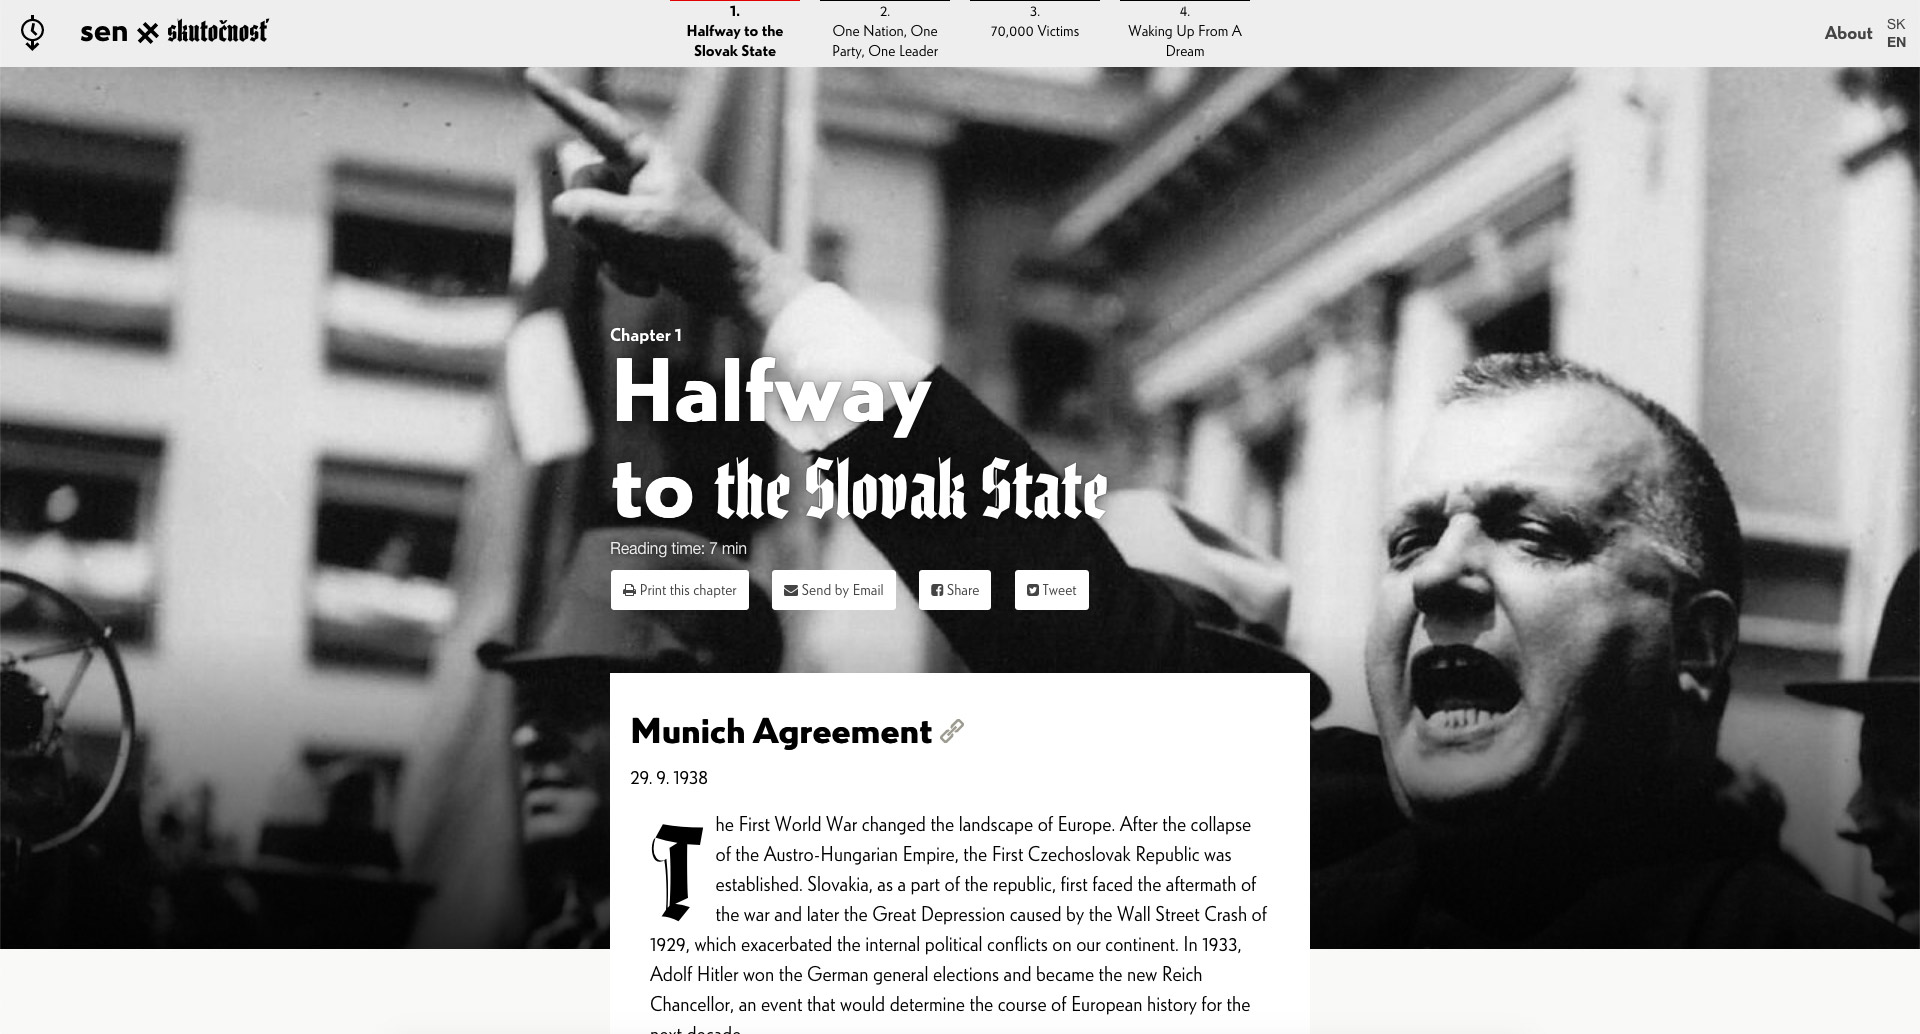 sen x skutočnosť
1.
Halfway to the
Slovak State
2.
One Nation, One
Party, One Leader
3.
70,000 Victims
4.
Waking Up From A
Dream
About
SK
EN
Chapter 1
Halfway
to the Slovak State
Reading time: 7 min
Print this chapter
Send by Email
Share
Tweet
Munich Agreement
29. 9. 1938
The First World War changed the landscape of Europe. After the collapse
of the Austro-Hungarian Empire, the First Czechoslovak Republic was
established. Slovakia, as a part of the republic, first faced the aftermath of
the war and later the Great Depression caused by the Wall Street Crash of
1929, which exacerbated the internal political conflicts on our continent. In 1933,
Adolf Hitler won the German general elections and became the new Reich
Chancellor, an event that would determine the course of European history for the
next decade.